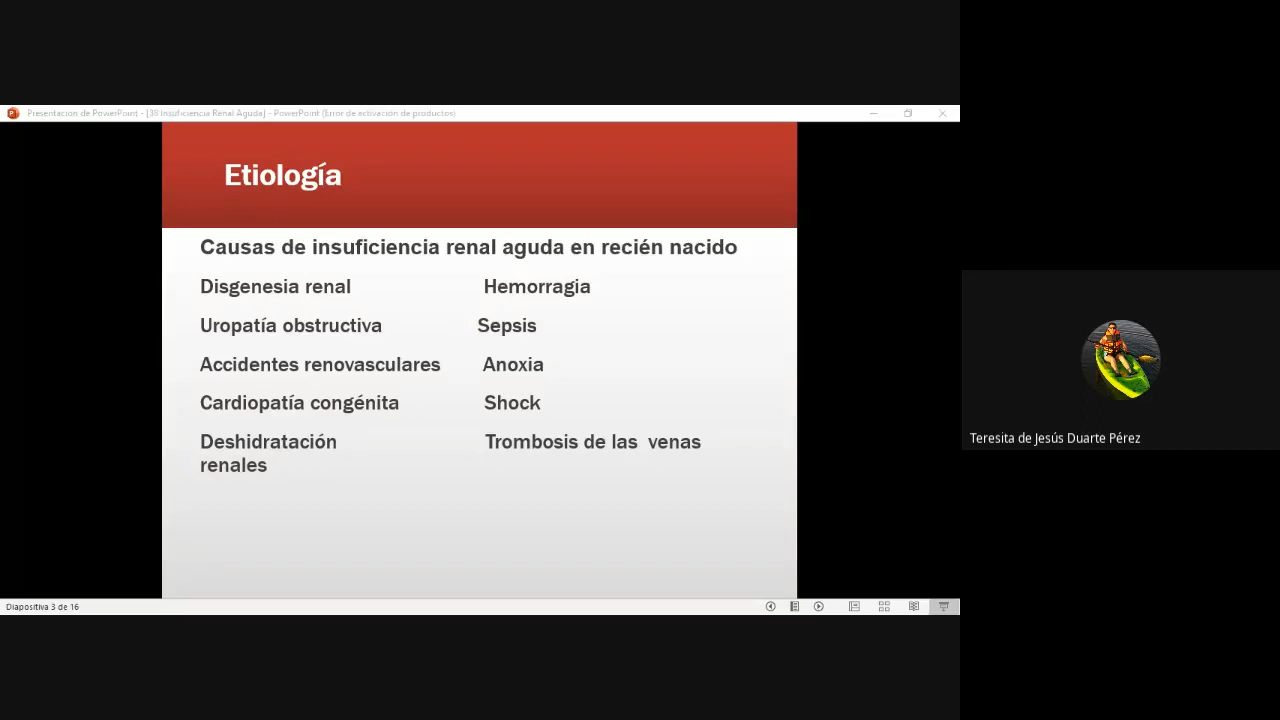 Presentación de PowerPoint - [38 Insuficiencia Renal Aguda] - PowerPoint (Error de activación de productos)
Etiología
Causas de insuficiencia renal aguda en recién nacido
Disgenesia renal Hemorragia
Uropatía obstructiva Sepsis
Accidentes renovasculares Anoxia
Cardiopatía congénita Shock
Deshidratación Trombosis de las venas
renales
Teresita de Jesús Duarte Pérez
Diapositiva 3 de 16